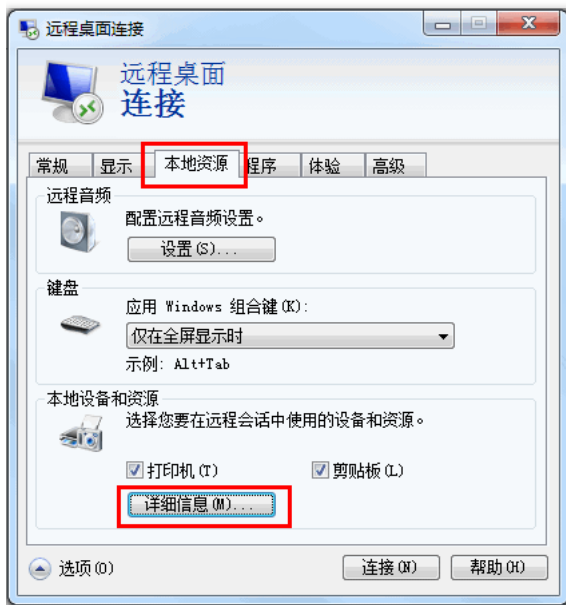 远程桌面连接
远程桌面
连接
常规 显示 本地资源 程序 体验 高级
远程音频
配置远程音频设置。
设置(S)...
键盘
应用 Windows 组合键(K):
仅在全屏显示时
示例: Alt+Tab
本地设备和资源
选择您要在远程会话中使用的设备和资源。
打印机(T) 剪贴板(L)
详细信息(M)...
选项(O) 连接(N) 帮助(H)